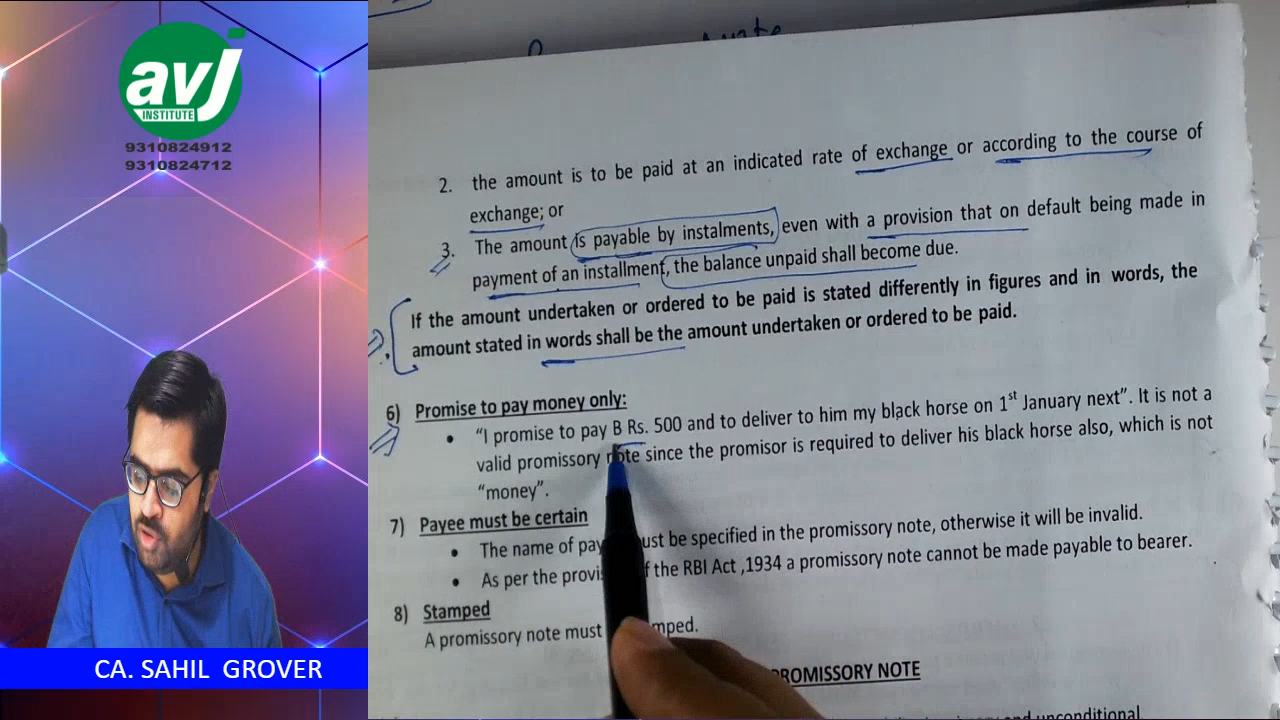 avj
INSTITUTE
9310824912
9310824712
2. the amount is to be paid at an indicated rate of exchange or according to the course of
exchange; or
3. The amount is payable by instalments, even with a provision that on default being made in
payment of an installment, the balance unpaid shall become due.
If the amount undertaken or ordered to be paid is stated differently in figures and in words, the
amount stated in words shall be the amount undertaken or ordered to be paid.
6) Promise to pay money only:
• “I promise to pay B Rs. 500 and to deliver to him my black horse on 1st January next”. It is not a
valid promissory note since the promisor is required to deliver his black horse also, which is not
“money”.
7) Payee must be certain
• The name of must be specified in the promissory note, otherwise it will be invalid.
• As per the of the RBI Act ,1934 a promissory note cannot be made payable to bearer.
8) Stamped
A promissory note must
PROMISSORY NOTE
and unconditional
CA. SAHIL GROVER